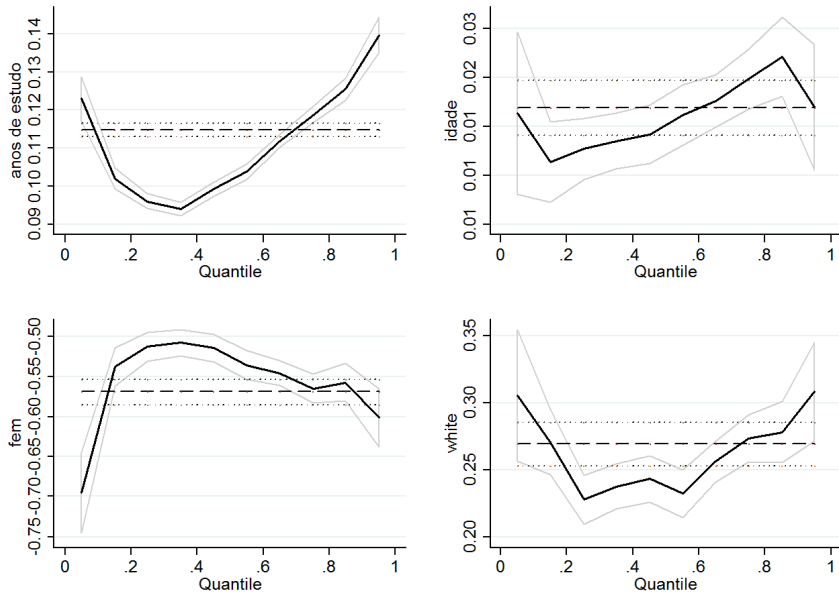 anos de estudo
0.09 0.10 0.11 0.12 0.13 0.14
0 .2 .4 .6 .8 1
Quantile
idade
0.01 0.01 0.01 0.02 0.03
0 .2 .4 .6 .8 1
Quantile
fem
-0.75-0.70-0.65-0.60-0.55-0.50
0 .2 .4 .6 .8 1
Quantile
white
0.20 0.25 0.30 0.35
0 .2 .4 .6 .8 1
Quantile